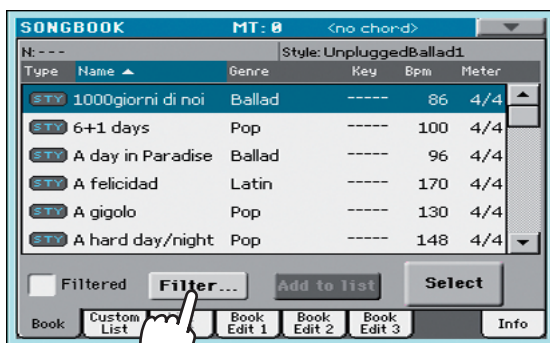 SONGBOOK MT: 0 <no chord>
N: --- Style: UnpluggedBallad1
Type Name Genre Key Bpm Meter
STY 1000giorni di noi Ballad ----- 86 4/4
STY 6+1 days Pop ----- 100 4/4
STY A day in Paradise Ballad ----- 96 4/4
STY A felicidad Latin ----- 170 4/4
STY A gigolo Pop ----- 130 4/4
STY A hard day/night Pop ----- 148 4/4
Filtered Filter... Add to list Select
Book Custom List Book Edit 1 Book Edit 2 Book Edit 3 Info